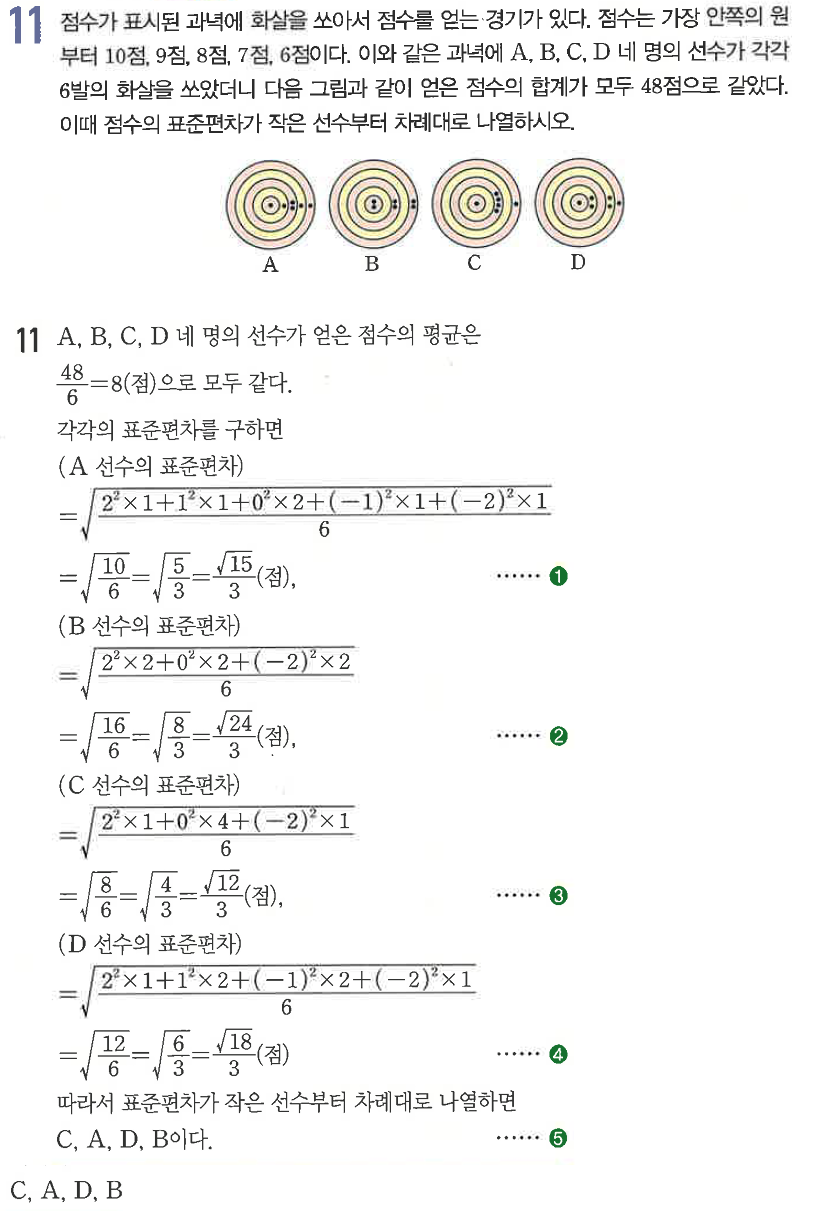 11 점수가 표시된 과녁에 화살을 쏘아서 점수를 얻는 경기가 있다. 점수는 가장 안쪽의 원
부터 10점, 9점, 8점, 7점, 6점이다. 이와 같은 과녁에 A, B, C, D 네 명의 선수가 각각
6발의 화살을 쏘았더니 다음 그림과 같이 얻은 점수의 합계가 모두 48점으로 같았다.
이때 점수의 표준편차가 작은 선수부터 차례대로 나열하시오.
A B C D
11 A, B, C, D 네 명의 선수가 얻은 점수의 평균은
48/6=8(점)으로 모두 같다.
각각의 표준편차를 구하면
(A 선수의 표준편차)
=√((2²×1+1²×1+0²×2+(-1)²×1+(-2)²×1)/6)
=√(10/6)=√(5/3)=√15/3(점), …… ❶
(B 선수의 표준편차)
=√((2²×2+0²×2+(-2)²×2)/6)
=√(16/6)=√(8/3)=√24/3(점), …… ❷
(C 선수의 표준편차)
=√((2²×1+0²×4+(-2)²×1)/6)
=√(8/6)=√(4/3)=√12/3(점), …… ❸
(D 선수의 표준편차)
=√((2²×1+1²×2+(-1)²×2+(-2)²×1)/6)
=√(12/6)=√(6/3)=√18/3(점) …… ❹
따라서 표준편차가 작은 선수부터 차례대로 나열하면
C, A, D, B이다. …… ❺
C, A, D, B